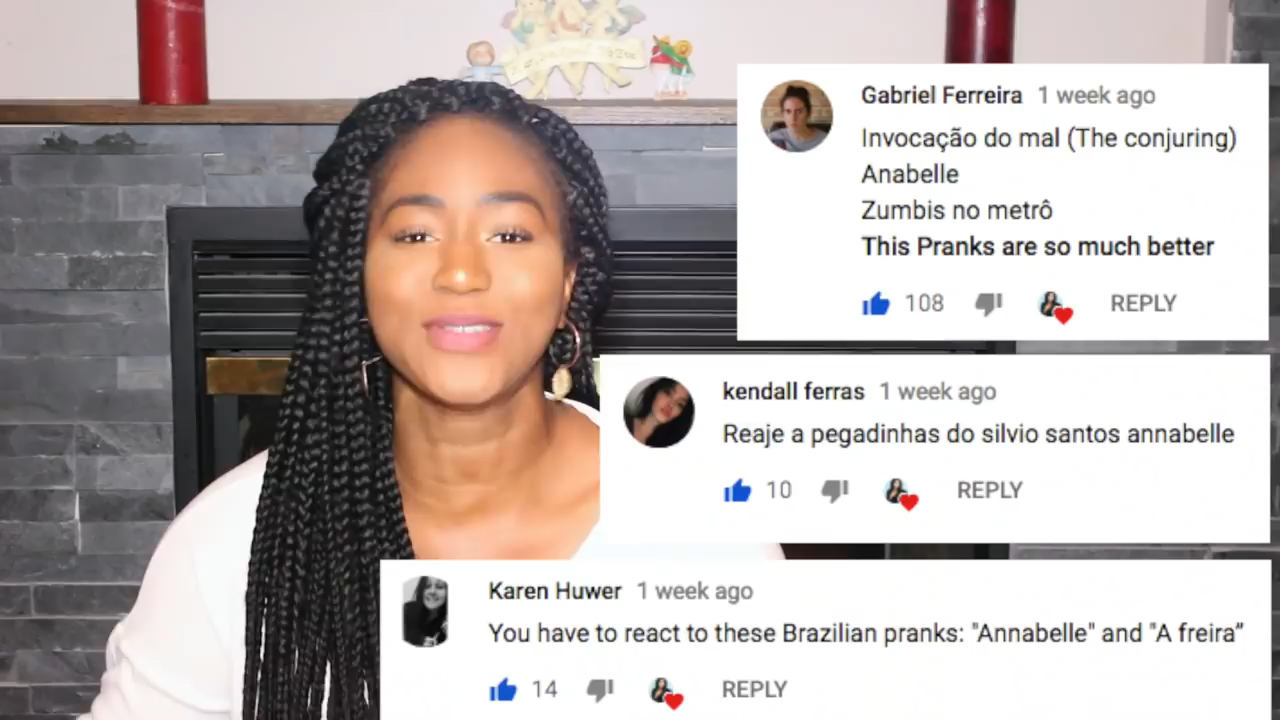 Gabriel Ferreira 1 week ago
Invocação do mal (The conjuring)
Anabelle
Zumbis no metrô
This Pranks are so much better
108 REPLY
kendall ferras 1 week ago
Reaje a pegadinhas do silvio santos annabelle
10 REPLY
Karen Huwer 1 week ago
You have to react to these Brazilian pranks: "Annabelle" and "A freira”
14 REPLY